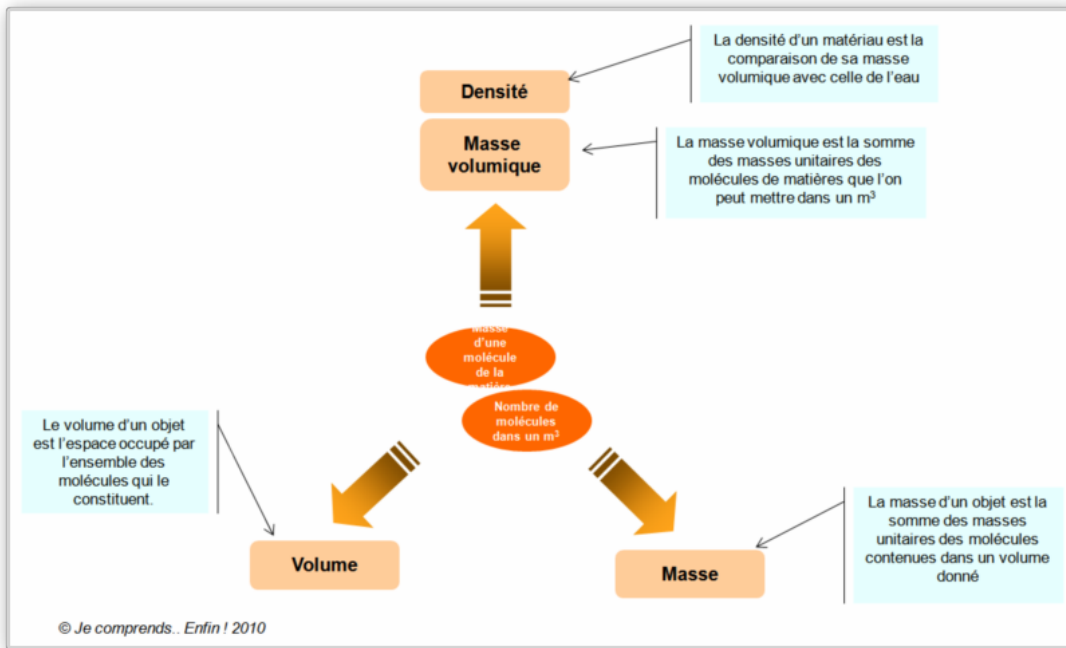 La densité d'un matériau est la
comparaison de sa masse
volumique avec celle de l'eau
Densité
Masse
volumique
La masse volumique est la somme
des masses unitaires des
molécules de matières que l'on
peut mettre dans un m³
Masse
d'une
molécule
de la
matière
Nombre de
molécules
dans un m³
Le volume d'un objet
est l'espace occupé par
l'ensemble des
molécules qui le
constituent.
Volume
La masse d'un objet est la
somme des masses
unitaires des molécules
contenues dans un volume
donné
Masse
© Je comprends.. Enfin ! 2010